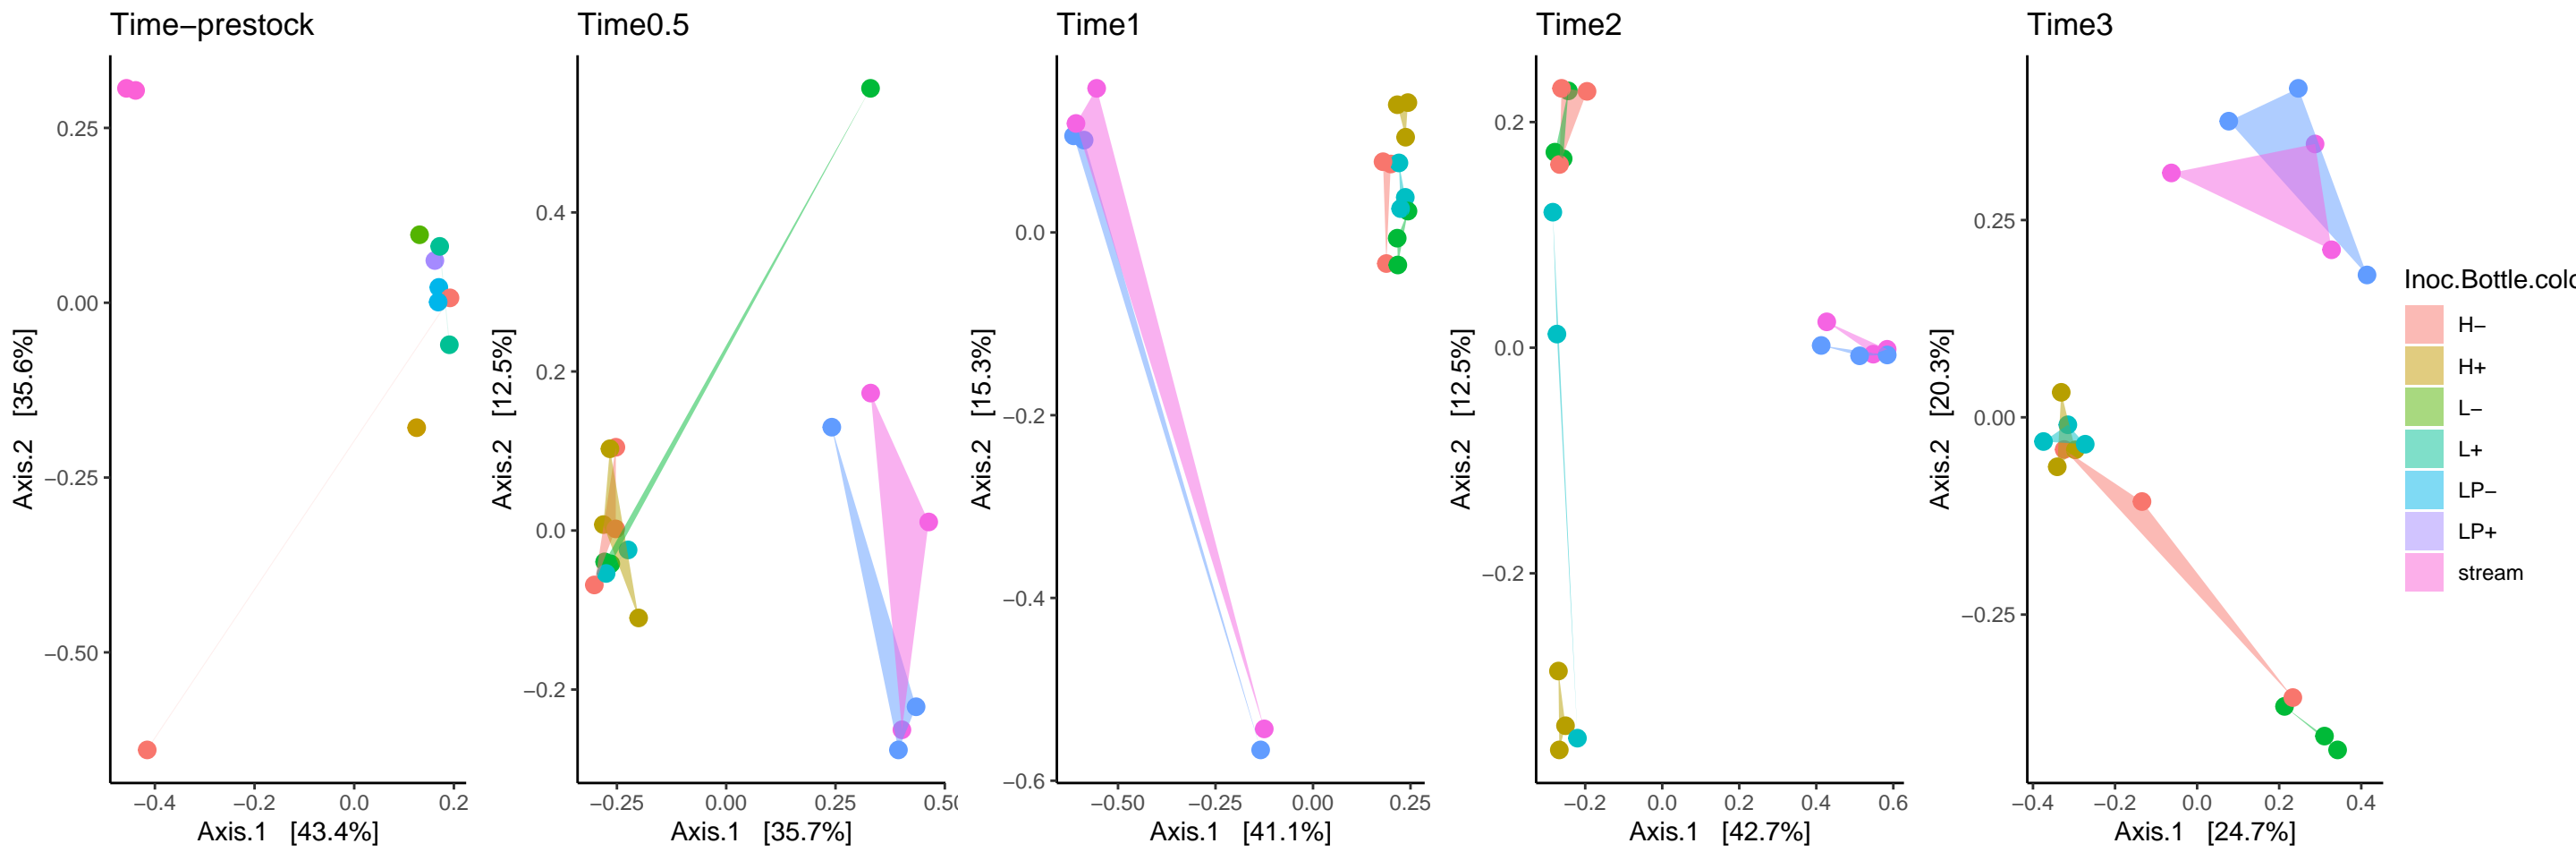 Time−prestock
0.25
0.00
−0.25
−0.50
−0.4 −0.2 0.0 0.2
Axis.1 [43.4%]
Axis.2 [35.6%]
Time0.5
0.4
0.2
0.0
−0.2
−0.25 0.00 0.25 0.50
Axis.1 [35.7%]
Axis.2 [12.5%]
Time1
0.0
−0.2
−0.4
−0.6
−0.50 −0.25 0.00 0.25
Axis.1 [41.1%]
Axis.2 [15.3%]
Time2
0.2
0.0
−0.2
−0.2 0.0 0.2 0.4 0.6
Axis.1 [42.7%]
Axis.2 [12.5%]
Time3
0.25
0.00
−0.25
−0.4 −0.2 0.0 0.2 0.4
Axis.1 [24.7%]
Axis.2 [20.3%]
Inoc.Bottle.colo
H−
H+
L−
L+
LP−
LP+
stream